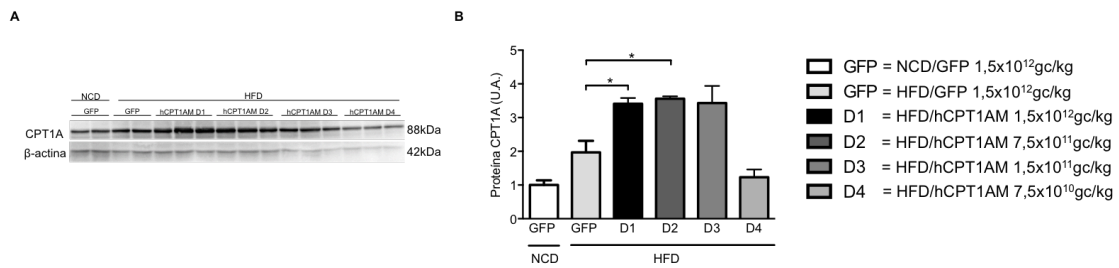 A
NCD HFD
GFP GFP hCPT1AM D1 hCPT1AM D2 hCPT1AM D3 hCPT1AM D4
CPT1A 88kDa
β-actina 42kDa
B
Proteina CPT1A (U.A.)
5
4
3
2
1
0
* *
GFP GFP D1 D2 D3 D4
NCD HFD
GFP = NCD/GFP 1,5x10¹²gc/kg
GFP = HFD/GFP 1,5x10¹²gc/kg
D1 = HFD/hCPT1AM 1,5x10¹²gc/kg
D2 = HFD/hCPT1AM 7,5x10¹¹gc/kg
D3 = HFD/hCPT1AM 1,5x10¹¹gc/kg
D4 = HFD/hCPT1AM 7,5x10¹⁰gc/kg